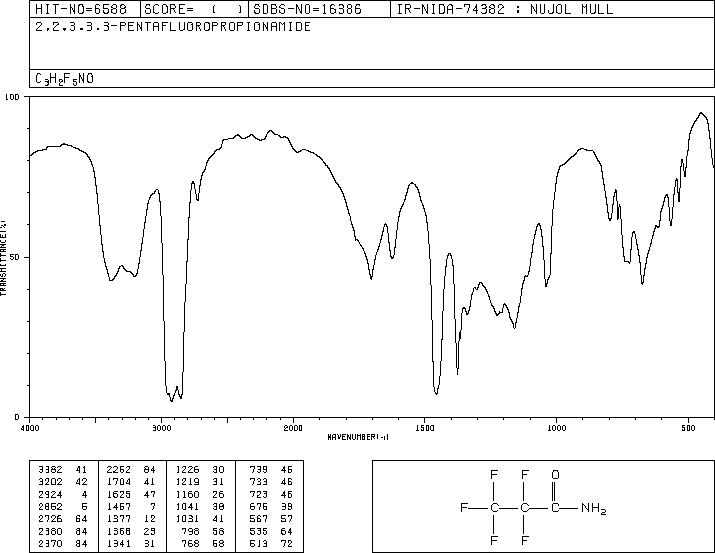 HIT-NO=6588 SCORE= ( ) SDBS-NO=16386 IR-NIDA-74382 : NUJOL MULL
2,2,3,3,3-PENTAFLUOROPROPIONAMIDE
C3H2F5NO
100
50
0
TRANSMITTANCE(%)
4000 3000 2000 1500 1000 500
WAVENUMBER(-1)
3382 41 2262 84 1226 30 739 46
3202 42 1704 41 1219 31 733 46
2924 4 1625 47 1160 26 723 46
2852 5 1457 7 1041 38 676 39
2726 64 1377 12 1031 41 567 57
2380 84 1368 29 798 58 535 64
2370 84 1341 31 768 58 513 72
F F F O
F C C C NH2
F F